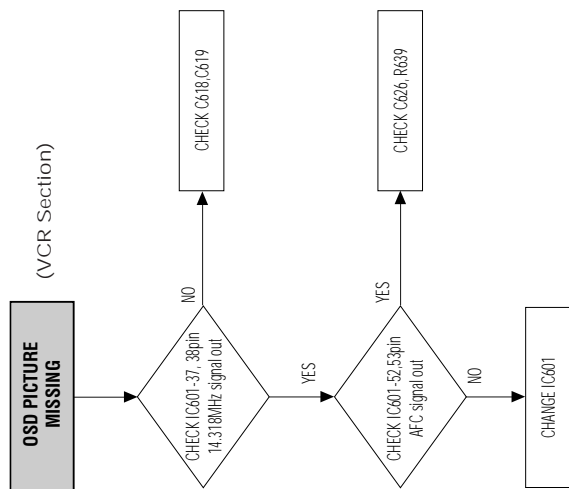 (VCR Section)
OSD PICTURE
MISSING
CHECK IC601-37, 38pin
14.318MHz signal out
NO
CHECK C618,C619
YES
CHECK IC601-52,53pin
AFC signal out
YES
CHECK C626, R639
NO
CHANGE IC601